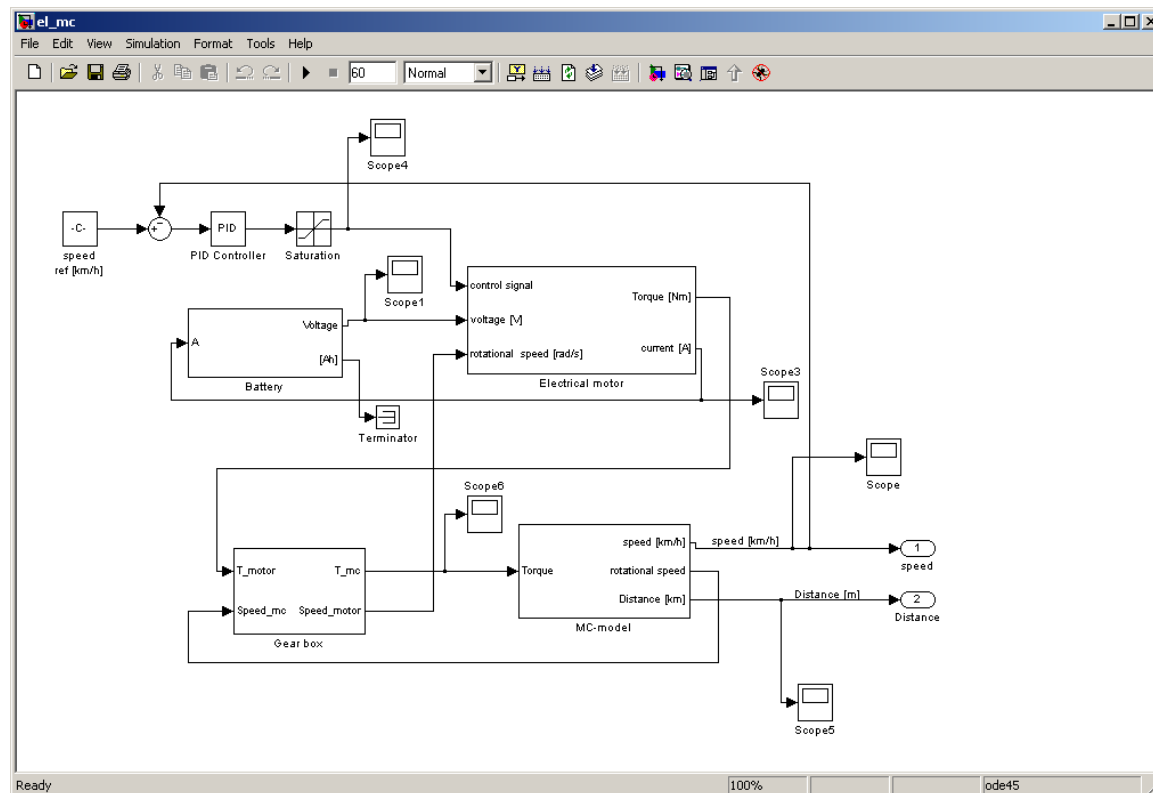 el_mc
File Edit View Simulation Format Tools Help
60 Normal
Scope4
-C-
+
−
PID
speed
ref [km/h]
PID Controller
Saturation
Scope1
control signal
Torque [Nm]
Voltage
voltage [V]
A
[Ah]
rotational speed [rad/s]
current [A]
Battery
Electrical motor
Scope3
Terminator
Scope
Scope6
speed [km/h]
speed [km/h]
1
speed
T_motor
T_mc
Torque
rotational speed
Speed_mc
Speed_motor
Distance [km]
Distance [m]
2
Distance
Gear box
MC-model
Scope5
Ready 100% ode45